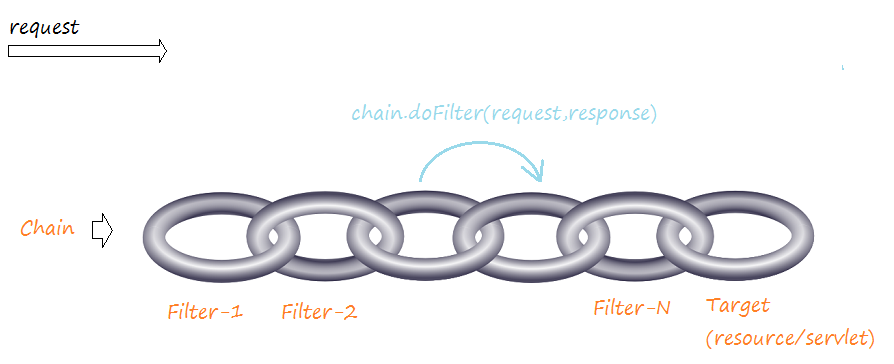 request
chain.doFilter(request,response)
Chain
Filter-1
Filter-2
Filter-N
Target
(resource/servlet)